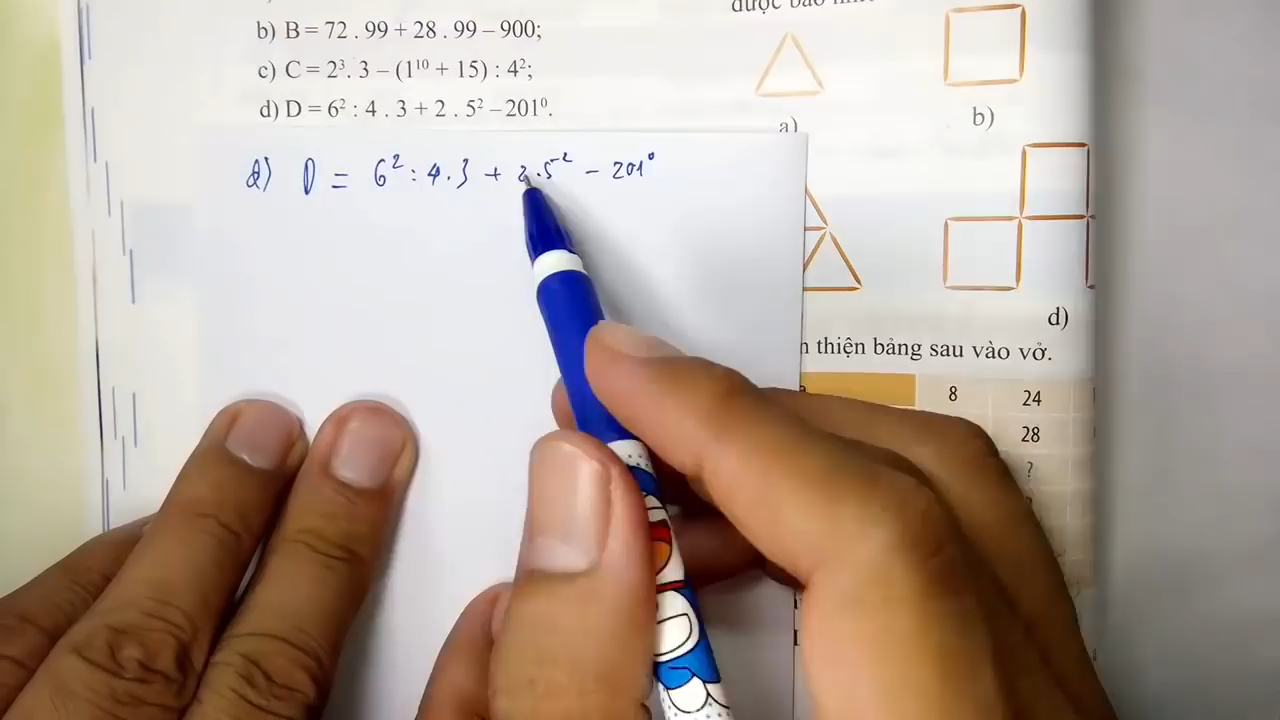 b) B = 72 . 99 + 28 . 99 – 900;
c) C = 2³. 3 – (1¹⁰ + 15) : 4²;
d) D = 6² : 4 . 3 + 2 . 5² – 201⁰.
a)
b)
d) D = 6² : 4 . 3 + 2 . 5² - 201⁰
d)
thiện bảng sau vào vở.
8 24
28
?